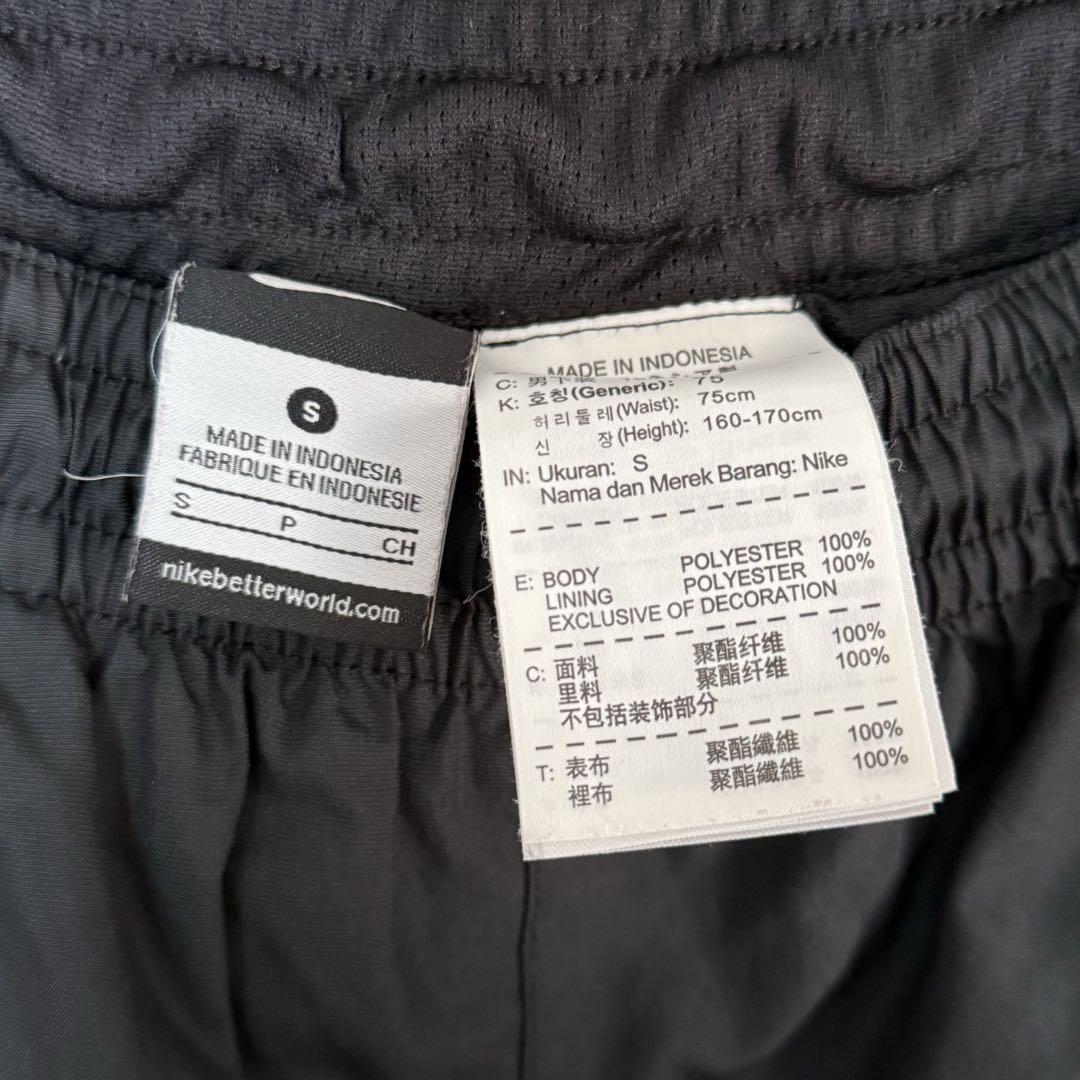 S
MADE IN INDONESIA
FABRIQUE EN INDONESIE
S P CH
nikebetterworld.com
MADE IN INDONESIA
C: 男下装
K: 호칭(Generic): 75
허리둘레(Waist): 75cm
신 장(Height): 160-170cm
IN: Ukuran: S
Nama dan Merek Barang: Nike
E: BODY POLYESTER 100%
LINING POLYESTER 100%
EXCLUSIVE OF DECORATION
C: 面料 聚酯纤维 100%
里料 聚酯纤维 100%
不包括装饰部分
T: 表布 聚酯纖維 100%
裡布 聚酯纖維 100%